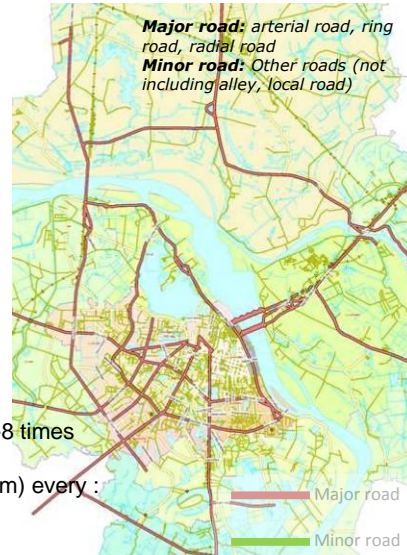 Major road: arterial road, ring
road, radial road
Minor road: Other roads (not
including alley, local road)
8 times
m) every :
Major road
Minor road